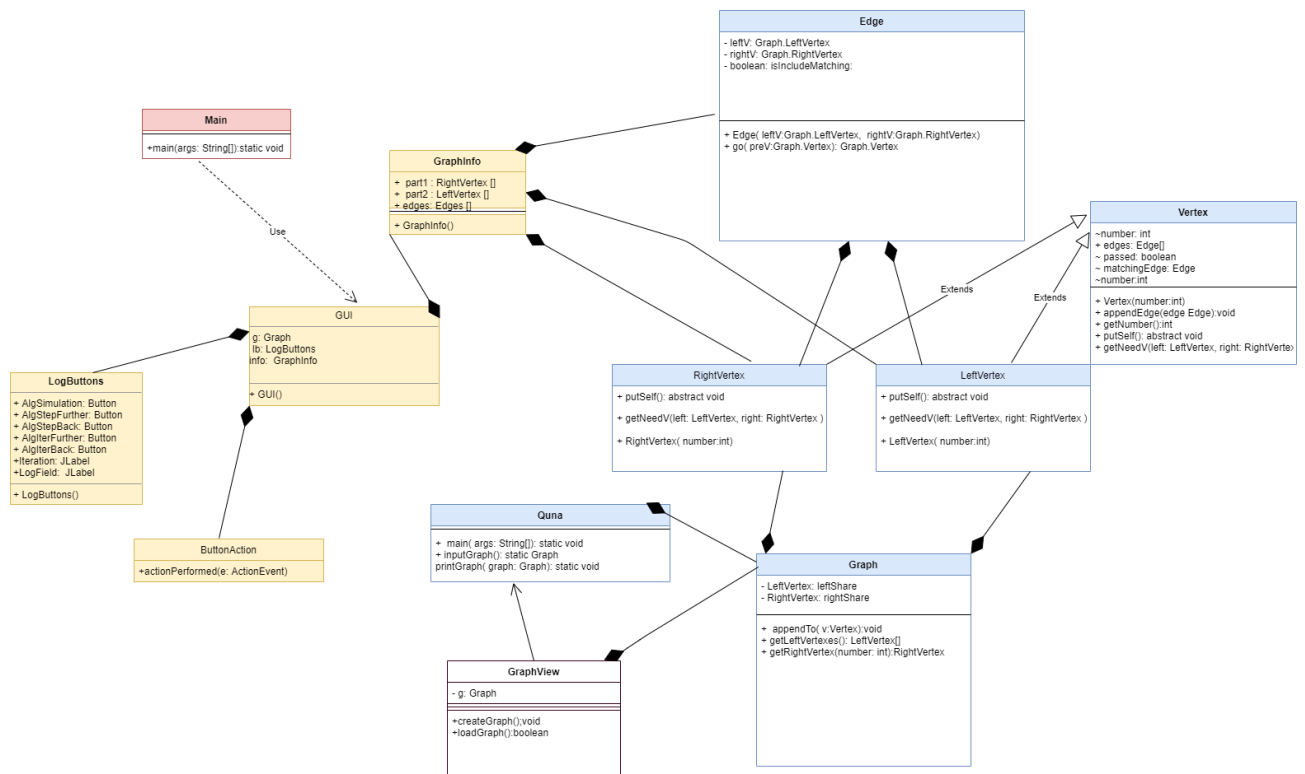 Edge
- leftV: Graph.LeftVertex
- rightV: Graph.RightVertex
- boolean: isIncludeMatching:
+ Edge( leftV:Graph.LeftVertex, rightV:Graph.RightVertex)
+ go( preV:Graph.Vertex): Graph.Vertex
Main
+main(args: String[]):static void
Use
GraphInfo
+ part1 : RightVertex []
+ part2 : LeftVertex []
+ edges: Edges []
+ GraphInfo()
Vertex
~number: int
+ edges: Edge[]
~ passed: boolean
~ matchingEdge: Edge
~number:int
+ Vertex(number:int)
+ appendEdge(edge Edge):void
+ getNumber():int
+ putSelf(): abstract void
+ getNeedV(left: LeftVertex, right: RightVerte
Extends
Extends
GUI
g: Graph
lb: LogButtons
info: GraphInfo
+ GUI()
LogButtons
+ AlgSimulation: Button
+ AlgStepFurther: Button
+ AlgStepBack: Button
+ AlgIterFurther: Button
+ AlgIterBack: Button
+Iteration: JLabel
+LogField: JLabel
+ LogButtons()
RightVertex
+ putSelf(): abstract void
+ getNeedV(left: LeftVertex, right: RightVertex )
+ RightVertex( number:int)
LeftVertex
+ putSelf(): abstract void
+ getNeedV(left: LeftVertex, right: RightVertex )
+ LeftVertex( number:int)
ButtonAction
+actionPerformed(e: ActionEvent)
Quna
+ main( args: String[]): static void
+ inputGraph(): static Graph
printGraph( graph: Graph): static void
Graph
- LeftVertex: leftShare
- RightVertex: rightShare
+ appendTo( v:Vertex):void
+ getLeftVertexes(): LeftVertex[]
+ getRightVertex(number: int):RightVertex
GraphView
- g: Graph
+createGraph();void
+loadGraph():boolean